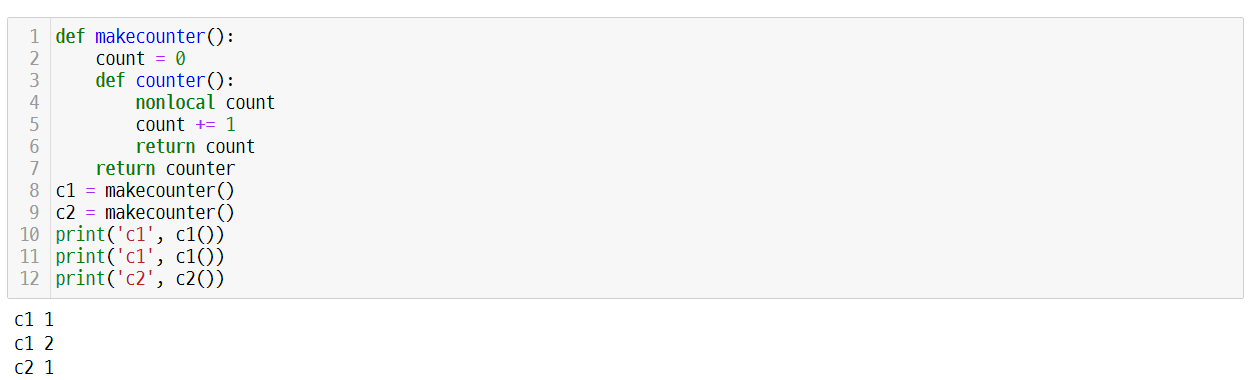 1 def makecounter():
2     count = 0
3     def counter():
4         nonlocal count
5         count += 1
6         return count
7     return counter
8 c1 = makecounter()
9 c2 = makecounter()
10 print('c1', c1())
11 print('c1', c1())
12 print('c2', c2())
c1 1
c1 2
c2 1